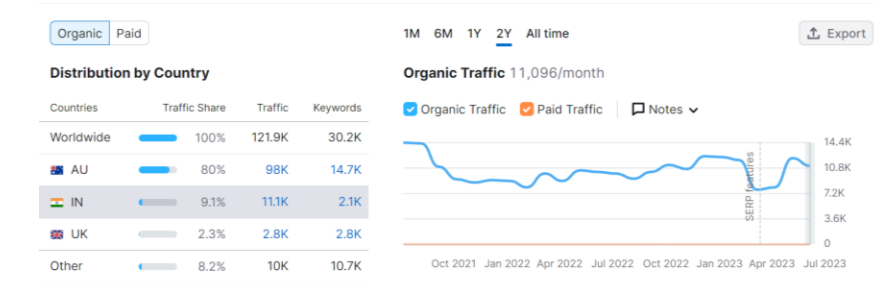 Organic Paid
1M 6M 1Y 2Y All time
Export
Distribution by Country
Countries Traffic Share Traffic Keywords
Worldwide 100% 121.9K 30.2K
AU 80% 98K 14.7K
IN 9.1% 11.1K 2.1K
UK 2.3% 2.8K 2.8K
Other 8.2% 10K 10.7K
Organic Traffic 11,096/month
Organic Traffic Paid Traffic Notes
14.4K
10.8K
7.2K
3.6K
0
SERP features
Oct 2021 Jan 2022 Apr 2022 Jul 2022 Oct 2022 Jan 2023 Apr 2023 Jul 2023